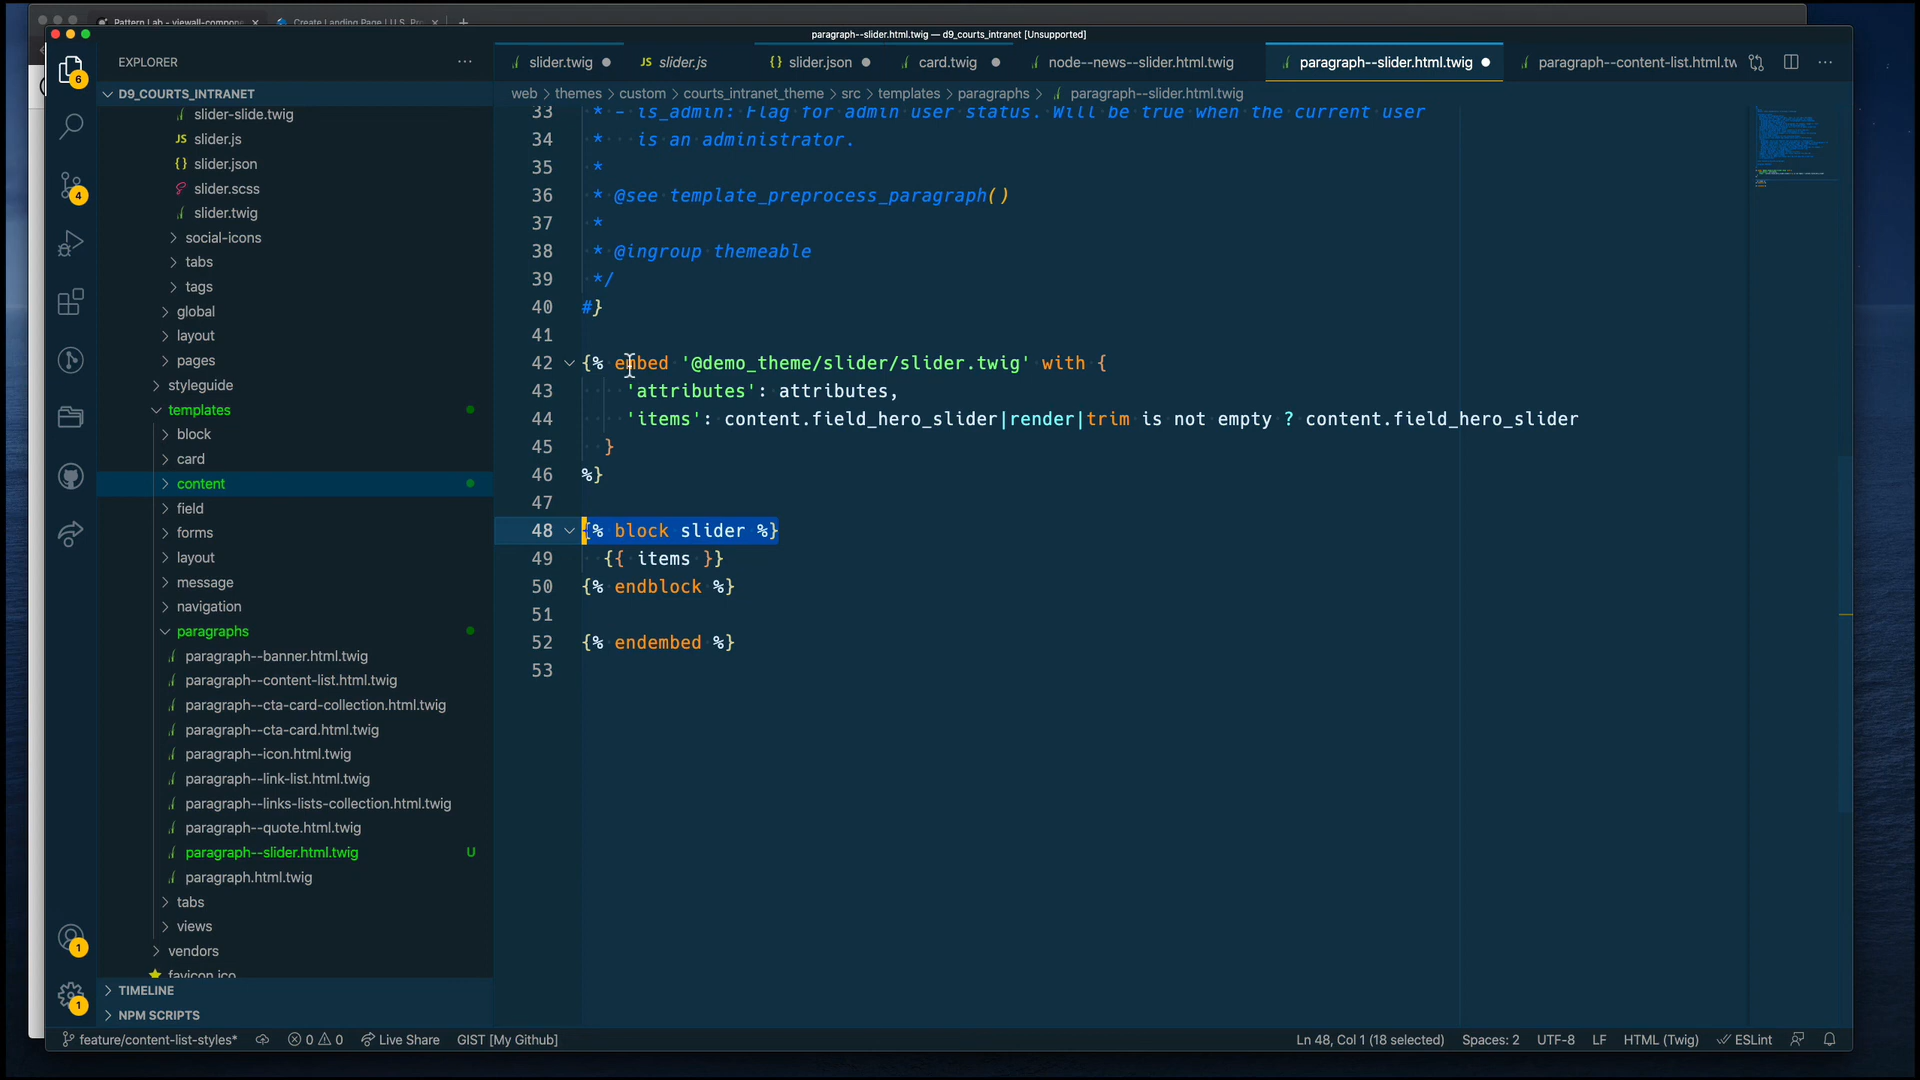 Pattern Lab - viewall-compon
Create Landing Page | U.S. Pr
paragraph--slider.html.twig — d9_courts_intranet [Unsupported]
EXPLORER
slider.twig
JS slider.js
{} slider.json
card.twig
node--news--slider.html.twig
paragraph--slider.html.twig
paragraph--content-list.html.tw
web > themes > custom > courts_intranet_theme > src > templates > paragraphs > paragraph--slider.html.twig
D9_COURTS_INTRANET
slider-slide.twig
JS slider.js
{} slider.json
slider.scss
slider.twig
social-icons
tabs
tags
global
layout
pages
styleguide
templates
block
card
content
field
forms
layout
message
navigation
paragraphs
paragraph--banner.html.twig
paragraph--content-list.html.twig
paragraph--cta-card-collection.html.twig
paragraph--cta-card.html.twig
paragraph--icon.html.twig
paragraph--link-list.html.twig
paragraph--links-lists-collection.html.twig
paragraph--quote.html.twig
paragraph--slider.html.twig U
paragraph.html.twig
tabs
views
vendors
favicon.ico
TIMELINE
NPM SCRIPTS
6
4
1
1
33 * - is_admin: Flag for admin user status. Will be true when the current user
34 * is an administrator.
35 *
36 * @see template_preprocess_paragraph()
37 *
38 * @ingroup themeable
39 */
40 #}
41
42 {% embed '@demo_theme/slider/slider.twig' with {
43 'attributes': attributes,
44 'items': content.field_hero_slider|render|trim is not empty ? content.field_hero_slider
45 }
46 %}
47
48 {% block slider %}
49 {{ items }}
50 {% endblock %}
51
52 {% endembed %}
53
feature/content-list-styles*
0 0
Live Share
GIST [My Github]
Ln 48, Col 1 (18 selected)
Spaces: 2
UTF-8
LF
HTML (Twig)
ESLint